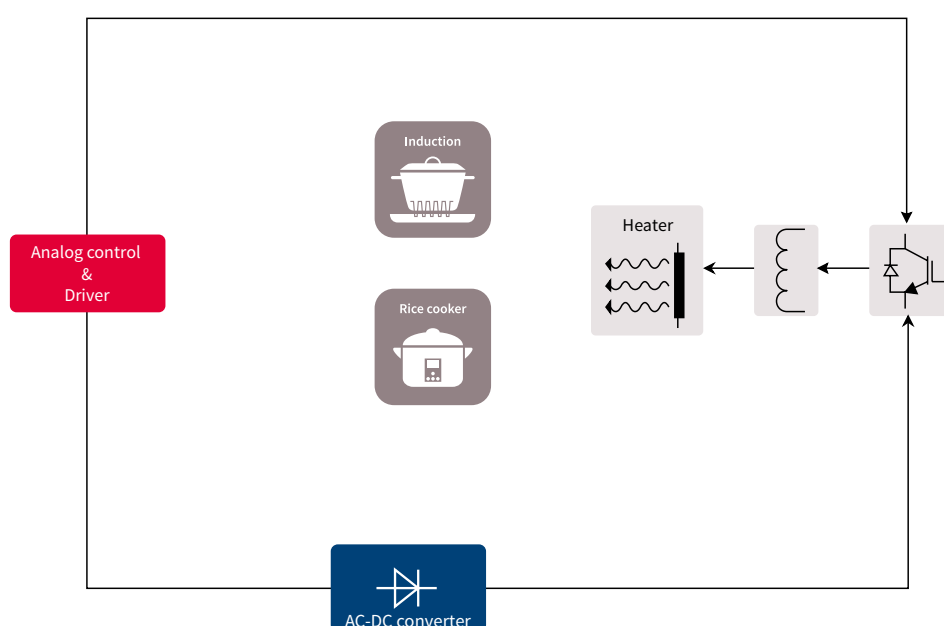 Induction
Heater
Analog control
&
Driver
Rice cooker
AC-DC converter